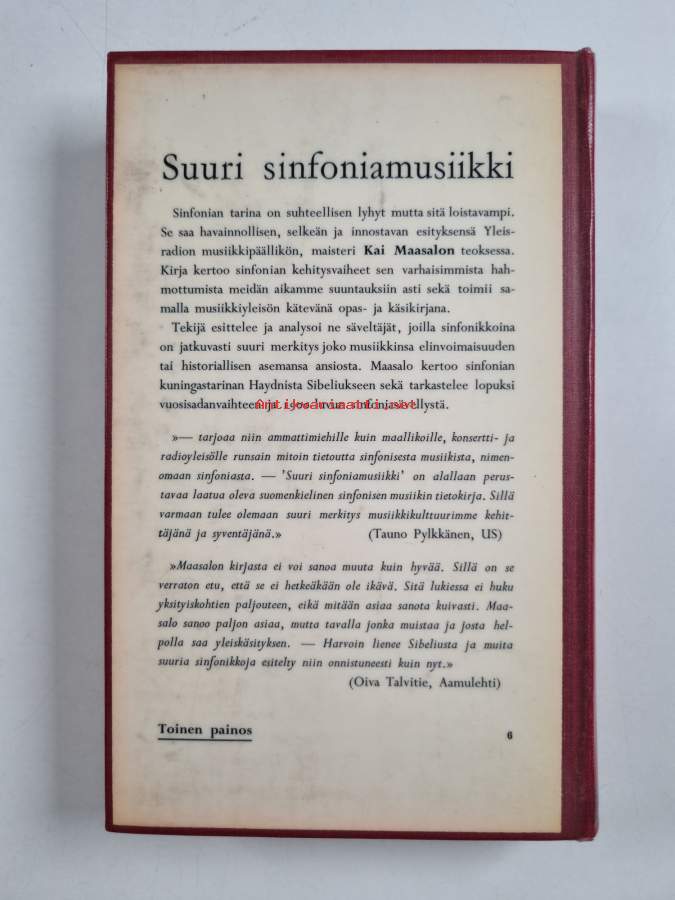 Suuri sinfoniamusiikki
Sinfonian tarina on suhteellisen lyhyt mutta sitä loistavampi.
Se saa havainnollisen, selkeän ja innostavan esityksensä Yleis-
radion musiikkipäällikön, maisteri Kai Maasalon teoksessa.
Kirja kertoo sinfonian kehitysvaiheet sen varhaisimmista hah-
mottumista meidän aikamme suuntauksiin asti sekä toimii sa-
malla musiikkiyleisön kätevänä opas- ja käsikirjana.
Tekijä esittelee ja analysoi ne säveltäjät, joilla sinfonikkoina
on jatkuvasti suuri merkitys joko musiikkinsa elinvoimaisuuden
tai historiallisen asemansa ansiosta. Maasalo kertoo sinfonian
kuningastarinan Haydnista Sibeliukseen sekä tarkastelee lopuksi
vuosisadanvaihteen ja 1900-luvun sinfoniasävellystä.
»— tarjoaa niin ammattimiehille kuin maallikoille, konsertti- ja
radioyleisölle runsain mitoin tietoutta sinfonisesta musiikista, nimen-
omaan sinfoniasta. — 'Suuri sinfoniamusiikki' on alallaan perus-
tavaa laatua oleva suomenkielinen sinfonisen musiikin tietokirja. Sillä
varmaan tulee olemaan suuri merkitys musiikkikulttuurimme kehit-
täjänä ja syventäjänä.» (Tauno Pylkkänen, US)
»Maasalon kirjasta ei voi sanoa muuta kuin hyvää. Sillä on se
verraton etu, että se ei hetkeäkään ole ikävä. Sitä lukiessa ei huku
yksityiskohtien paljouteen, eikä mitään asiaa sanota kuivasti. Maa-
salo sanoo paljon asiaa, mutta tavalla jonka muistaa ja josta hel-
polla saa yleiskäsityksen. — Harvoin lienee Sibeliusta ja muita
suuria sinfonikkoja esitelty niin onnistuneesti kuin nyt.»
(Oiva Talvitie, Aamulehti)
Toinen painos 6